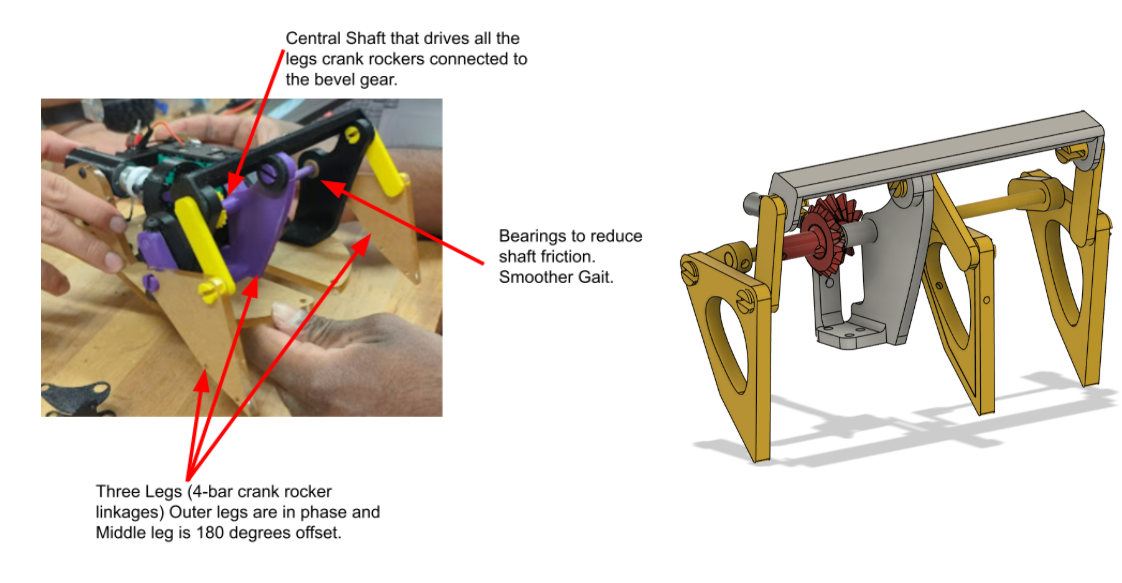 Central Shaft that drives all the
legs crank rockers connected to
the bevel gear.
Bearings to reduce
shaft friction.
Smoother Gait.
Three Legs (4-bar crank rocker
linkages) Outer legs are in phase and
Middle leg is 180 degrees offset.